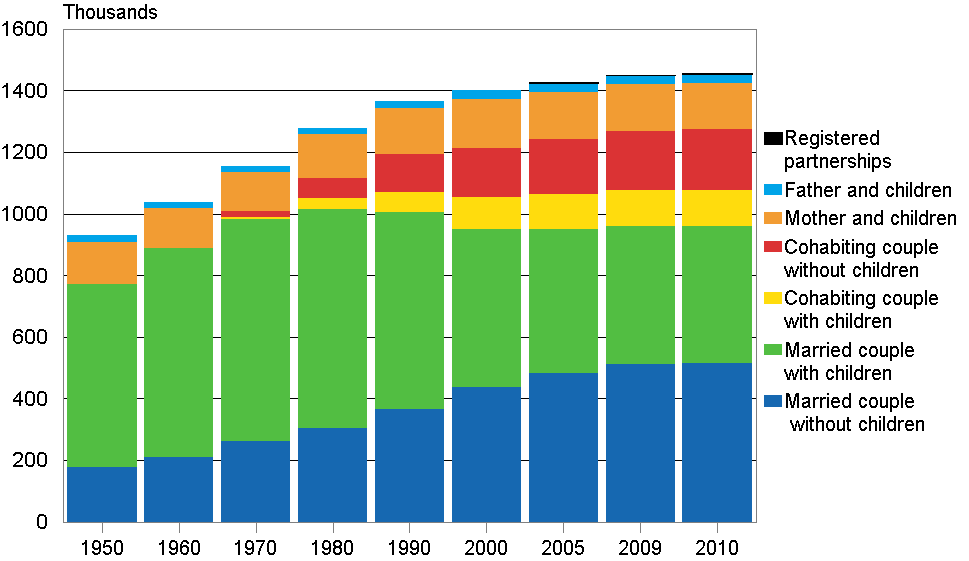 Thousands
1600
1400
1200
1000
800
600
400
200
0
1950 1960 1970 1980 1990 2000 2005 2009 2010
Registered
partnerships
Father and children
Mother and children
Cohabiting couple
without children
Cohabiting couple
with children
Married couple
with children
Married couple
without children